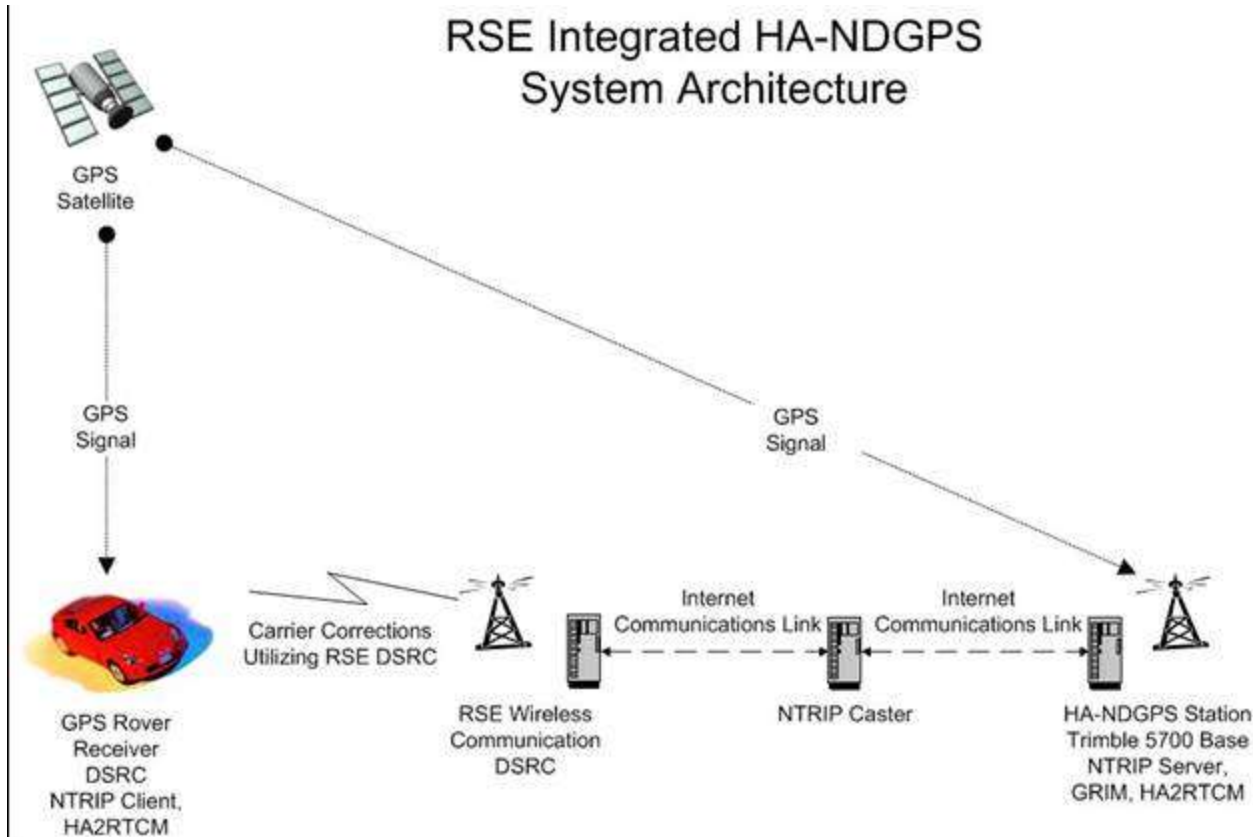 RSE Integrated HA-NDGPS
System Architecture
GPS
Satellite
GPS
Signal
GPS
Signal
Carrier Corrections
Utilizing RSE DSRC
Internet
Communications Link
Internet
Communications Link
GPS Rover
Receiver
DSRC
NTRIP Client,
HA2RTCM
RSE Wireless
Communication
DSRC
NTRIP Caster
HA-NDGPS Station
Trimble 5700 Base
NTRIP Server,
GRIM, HA2RTCM